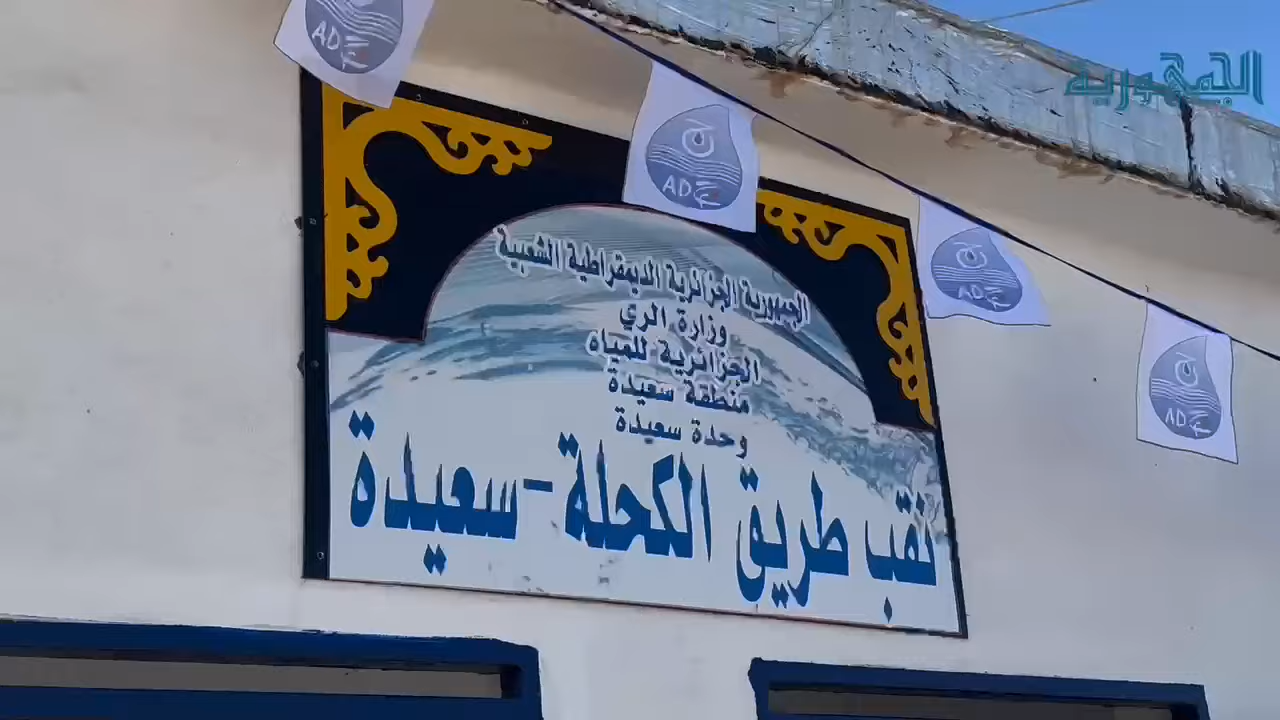 الجمهورية
الجمهورية الجزائرية الديمقراطية الشعبية
وزارة الري
الجزائرية للمياه
منطقة سعيدة
وحدة سعيدة
نقب طريق الكحلة-سعيدة
ADE
ADE
ADE
ADE